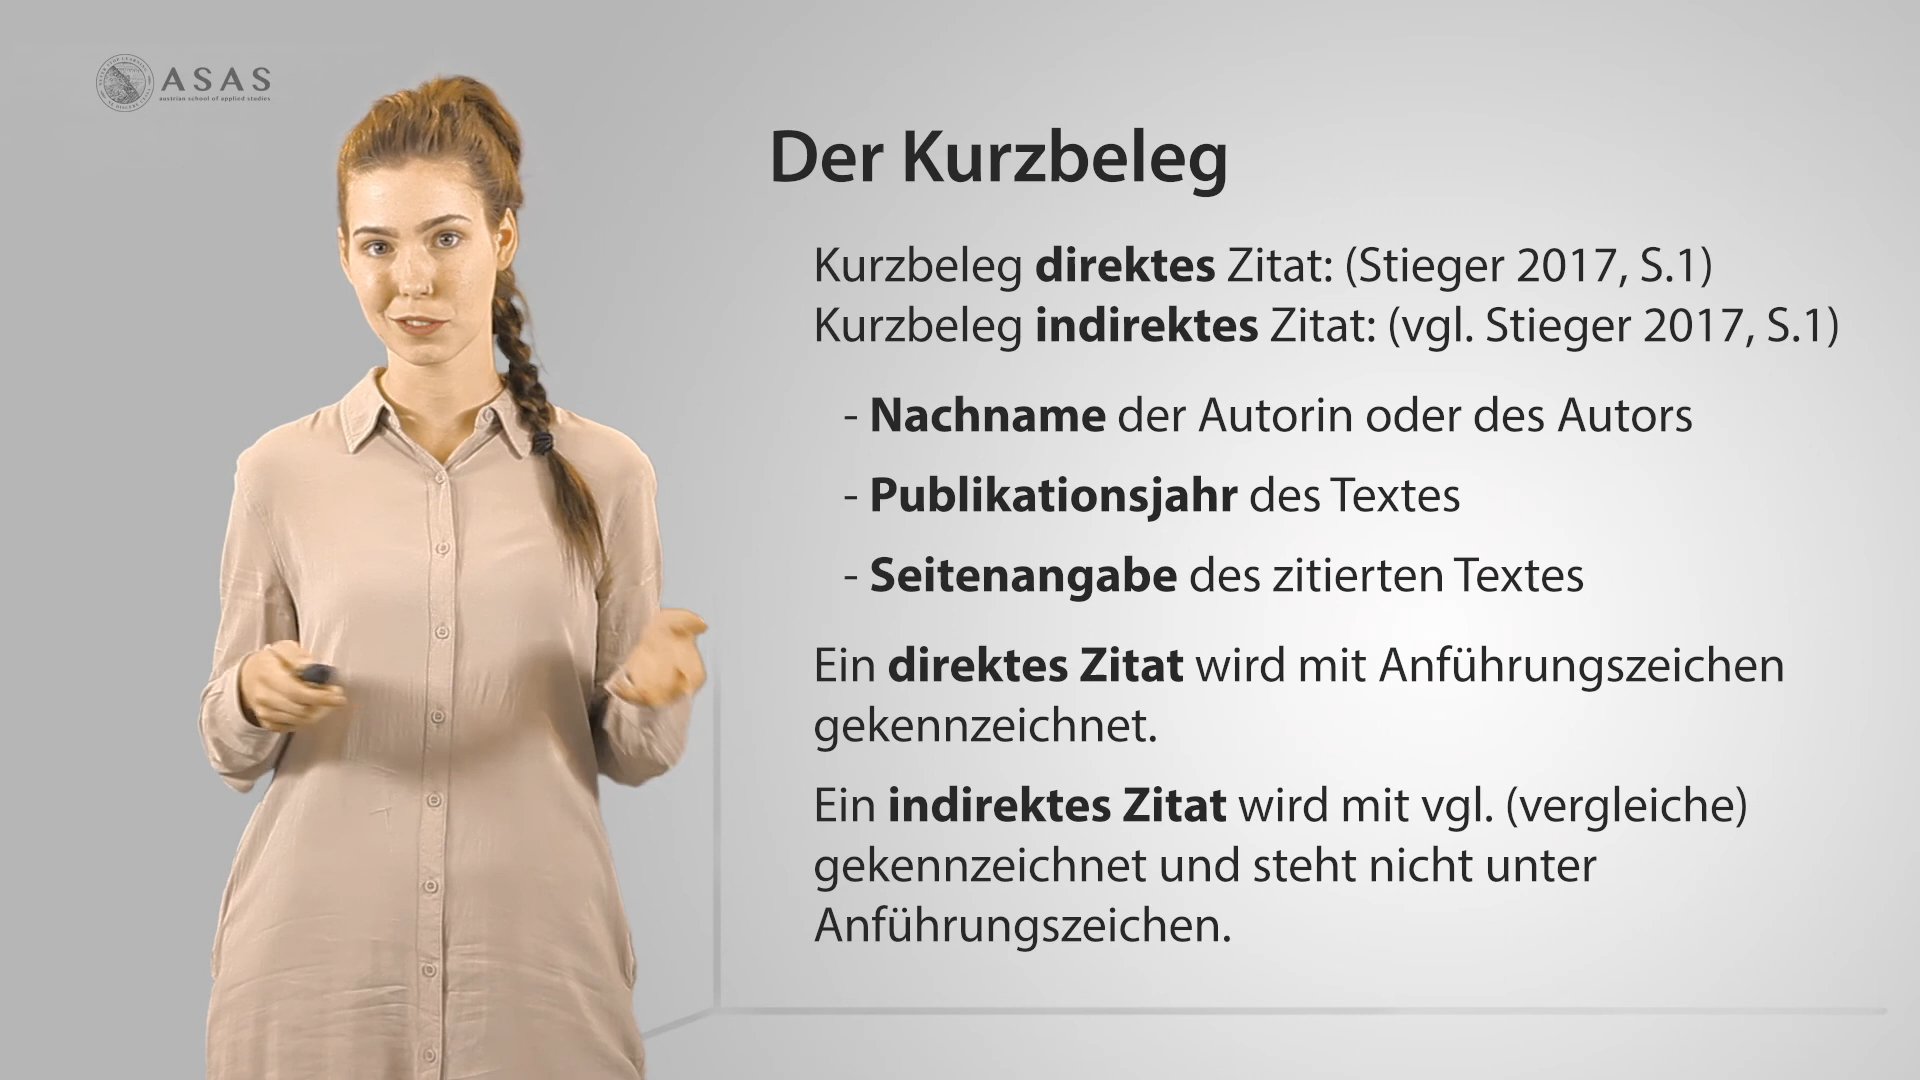 ASAS
austrian school of applied studies
Der Kurzbeleg
Kurzbeleg direktes Zitat: (Stieger 2017, S.1)
Kurzbeleg indirektes Zitat: (vgl. Stieger 2017, S.1)
- Nachname der Autorin oder des Autors
- Publikationsjahr des Textes
- Seitenangabe des zitierten Textes
Ein direktes Zitat wird mit Anführungszeichen
gekennzeichnet.
Ein indirektes Zitat wird mit vgl. (vergleiche)
gekennzeichnet und steht nicht unter
Anführungszeichen.